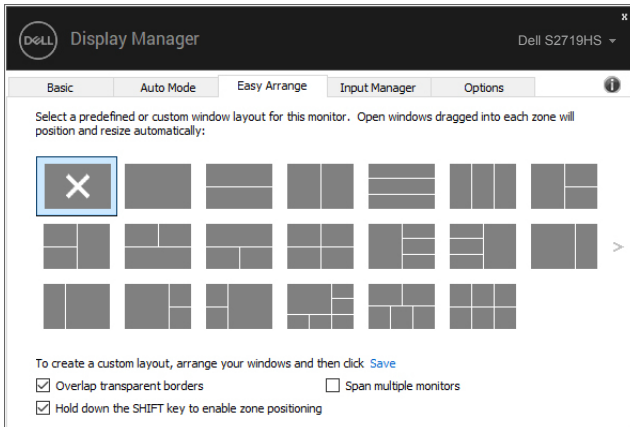 x
DELL Display Manager
Dell S2719HS
Basic Auto Mode Easy Arrange Input Manager Options
Select a predefined or custom window layout for this monitor. Open windows dragged into each zone will
position and resize automatically:
To create a custom layout, arrange your windows and then click Save
Overlap transparent borders Span multiple monitors
Hold down the SHIFT key to enable zone positioning